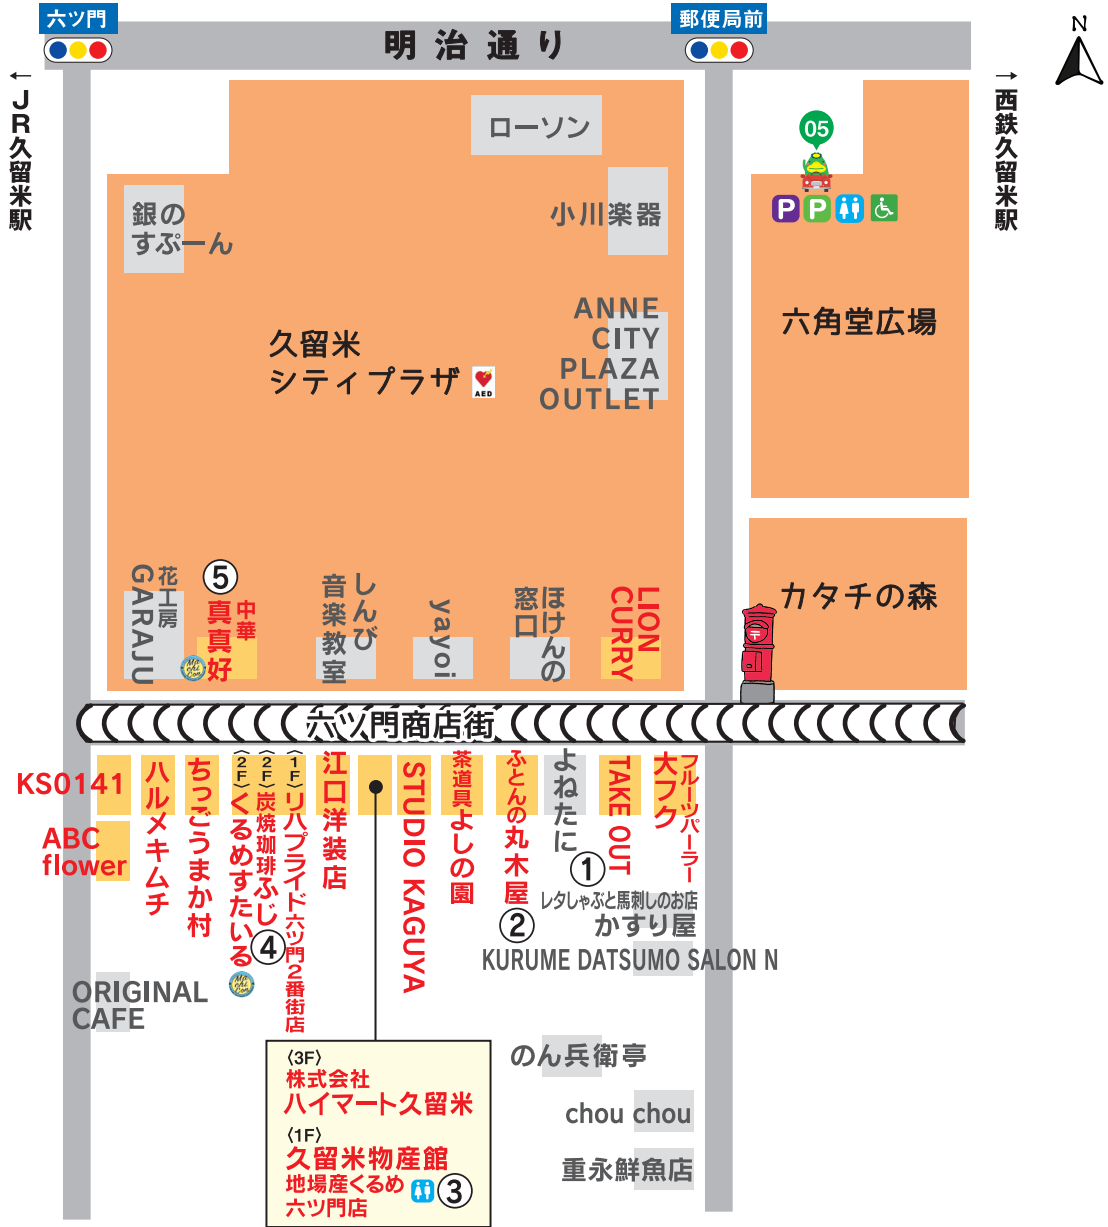 六ツ門
郵便局前
明治通り
N
←JR久留米駅
→西鉄久留米駅
ローソン
05
銀の
すぷーん
小川楽器
P P
ANNE
CITY
PLAZA
OUTLET
六角堂広場
久留米
シティプラザ
AED
花工房
GARAJU
⑤
中華
真真好
MachiCon
しんび
音楽教室
yayoi
ほけんの
窓口
LION
CURRY
カタチの森
〒
六ツ門商店街
KS0141
ABC
flower
ハルメキムチ
ちっごうまか村
〈2F〉くるめすたいる
MachiCon
〈2F〉炭焼珈琲ふじ
④
〈1F〉リハプライド六ツ門2番街店
江口洋装店
STUDIO KAGUYA
茶道具よしの園
ふとんの丸木屋
②
よねたに
①
TAKE OUT
フルーツパーラー
大フク
レタしゃぶと馬刺しのお店
かすり屋
KURUME DATSUMO SALON N
ORIGINAL
CAFE
〈3F〉
株式会社
ハイマート久留米
〈1F〉
久留米物産館
地場産くるめ
六ツ門店
③
のん兵衛亭
chou chou
重永鮮魚店